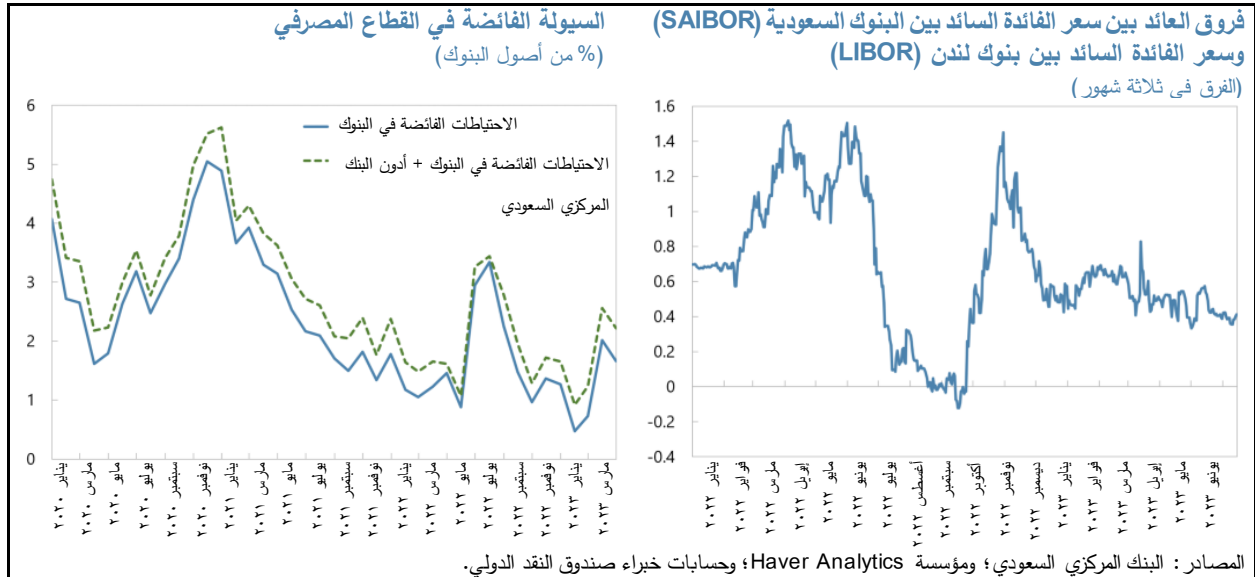 فروق العائد بين سعر الفائدة السائد بين البنوك السعودية (SAIBOR)
وسعر الفائدة السائد بين بنوك لندن (LIBOR)
(الفرق في ثلاثة شهور)
1.6
1.4
1.2
1
0.8
0.6
0.4
0.2
0
-0.2
-0.4
يناير ٢٠٢٢
فبراير ٢٠٢٢
مارس ٢٠٢٢
إبريل ٢٠٢٢
مايو ٢٠٢٢
يونيو ٢٠٢٢
يوليو ٢٠٢٢
أغسطس ٢٠٢٢
سبتمبر ٢٠٢٢
أكتوبر ٢٠٢٢
نوفمبر ٢٠٢٢
ديسمبر ٢٠٢٢
يناير ٢٠٢٣
فبراير ٢٠٢٣
مارس ٢٠٢٣
إبريل ٢٠٢٣
مايو ٢٠٢٣
يونيو ٢٠٢٣
السيولة الفائضة في القطاع المصرفي
(% من أصول البنوك)
6
5
4
3
2
1
0
الاحتياطات الفائضة في البنوك
الاحتياطات الفائضة في البنوك + أدون البنك
المركزي السعودي
يناير ٢٠٢٠
مارس ٢٠٢٠
مايو ٢٠٢٠
يوليو ٢٠٢٠
سبتمبر ٢٠٢٠
نوفمبر ٢٠٢٠
يناير ٢٠٢١
مارس ٢٠٢١
مايو ٢٠٢١
يوليو ٢٠٢١
سبتمبر ٢٠٢١
نوفمبر ٢٠٢١
يناير ٢٠٢٢
مارس ٢٠٢٢
مايو ٢٠٢٢
يوليو ٢٠٢٢
سبتمبر ٢٠٢٢
نوفمبر ٢٠٢٢
يناير ٢٠٢٣
مارس ٢٠٢٣
المصادر: البنك المركزي السعودي؛ ومؤسسة Haver Analytics؛ وحسابات خبراء صندوق النقد الدولي.